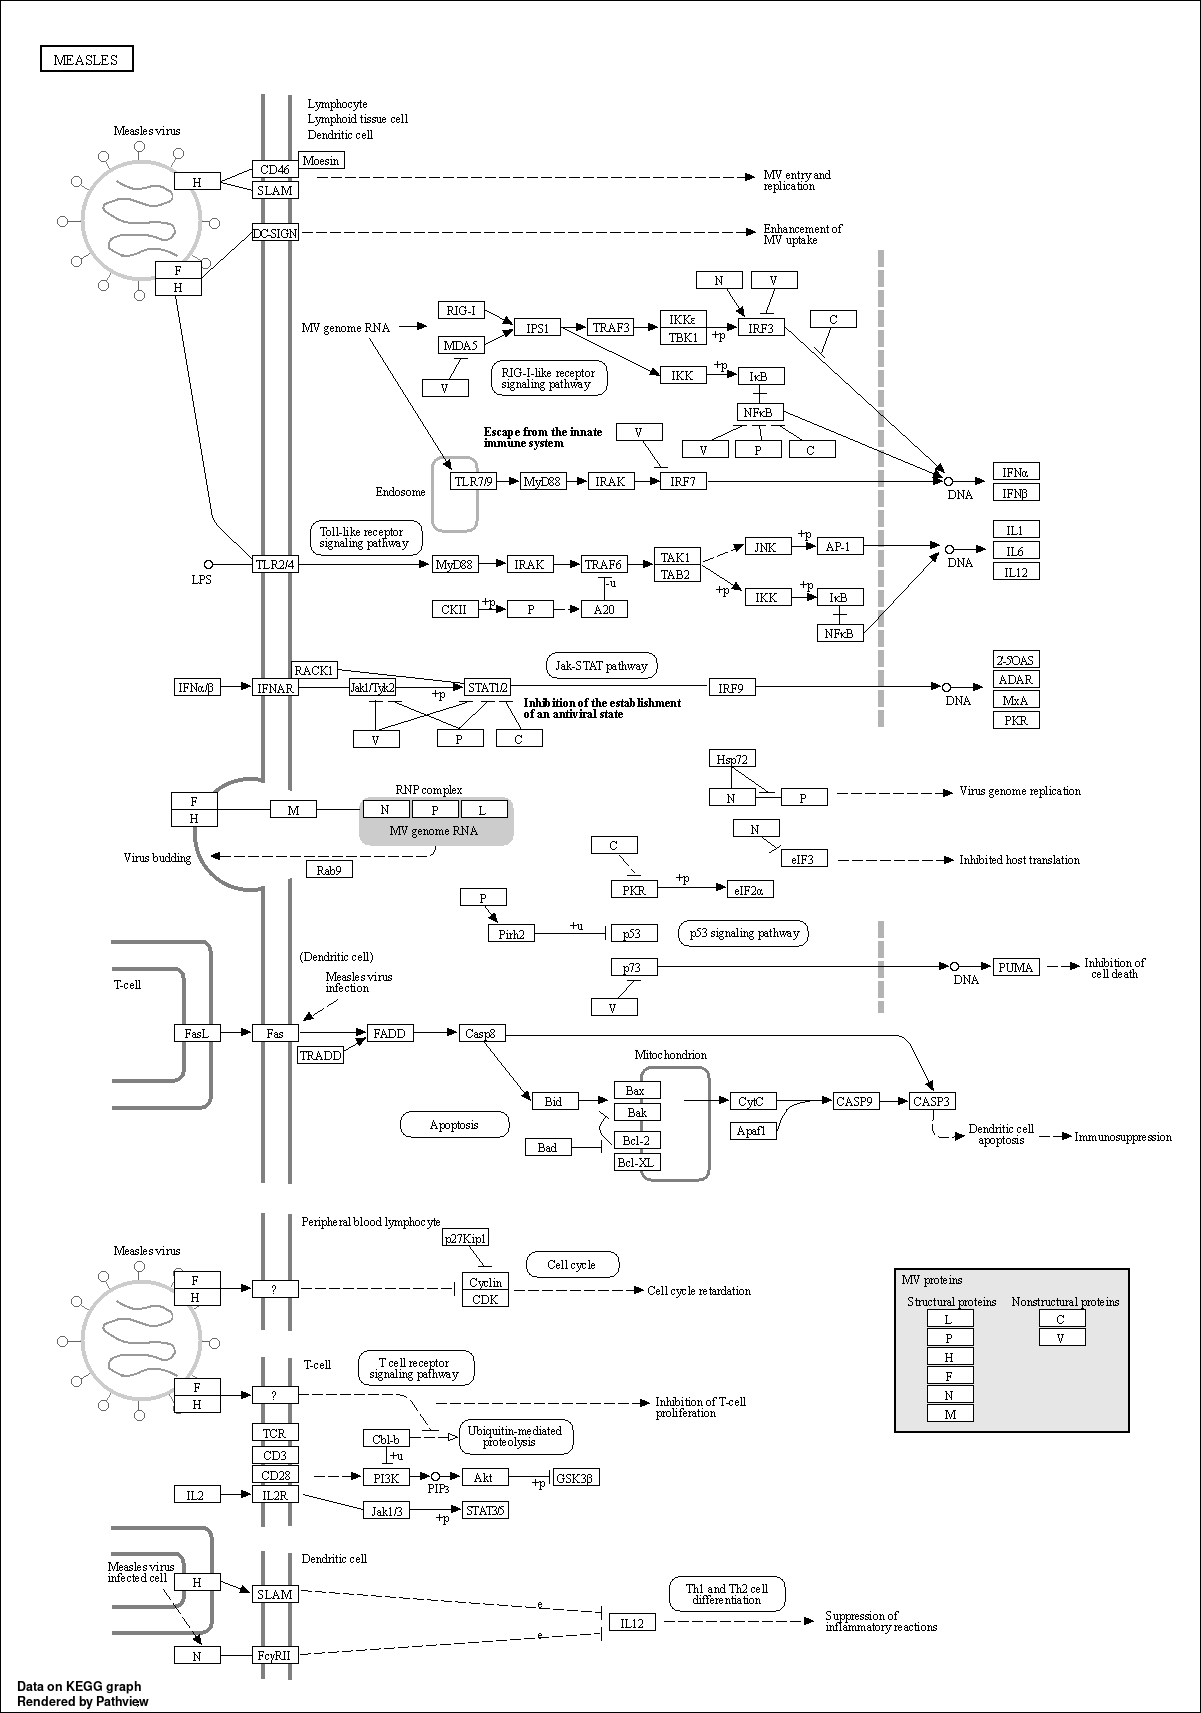 MEASLES
Lymphocyte
Lymphoid tissue cell
Dendritic cell
Measles virus
H
CD46
Moesin
SLAM
MV entry and
replication
DC-SIGN
Enhancement of
MV uptake
F
H
N
V
RIG-I
MV genome RNA
IPS1
TRAF3
IKKε
TBK1
+p
IRF3
C
MDA5
V
RIG-I-like receptor
signaling pathway
IKK
+p
IκB
NFκB
Escape from the innate
immune system
V
V
P
C
Endosome
TLR7/9
MyD88
IRAK
IRF7
DNA
IFNα
IFNβ
Toll-like receptor
signaling pathway
LPS
TLR2/4
MyD88
IRAK
TRAF6
TAK1
TAB2
JNK
+p
AP-1
DNA
IL1
IL6
IL12
-u
CKII
+p
P
A20
+p
IKK
+p
IκB
NFκB
RACK1
Jak-STAT pathway
IFNα/β
IFNAR
Jak1/Tyk2
+p
STAT1/2
IRF9
DNA
2'-5'OAS
ADAR
MxA
PKR
Inhibition of the establishment
of an antiviral state
V
P
C
Hsp72
N
P
Virus genome replication
RNP complex
F
H
M
N
P
L
MV genome RNA
N
eIF3
Inhibited host translation
Virus budding
Rab9
C
PKR
+p
eIF2α
P
Pirh2
+u
p53
p53 signaling pathway
T-cell
(Dendritic cell)
Measles virus
infection
p73
V
DNA
PUMA
Inhibition of
cell death
FasL
Fas
FADD
Casp8
TRADD
Mitochondrion
Bid
Bax
Bak
CytC
CASP9
CASP3
Apoptosis
Bad
Bcl-2
Bcl-XL
Apaf1
Dendritic cell
apoptosis
Immunosuppression
Peripheral blood lymphocyte
p27Kip1
Cell cycle
Measles virus
F
H
?
Cyclin
CDK
Cell cycle retardation
MV proteins
Structural proteins
Nonstructural proteins
L
C
P
V
H
F
N
M
T-cell
T cell receptor
signaling pathway
F
H
?
Inhibition of T-cell
proliferation
TCR
Cbl-b
Ubiquitin-mediated
proteolysis
CD3
+u
CD28
PI3K
PIP3
Akt
+p
GSK3β
IL2
IL2R
Jak1/3
+p
STAT3/5
Dendritic cell
Measles virus
infected cell
H
SLAM
e
Th1 and Th2 cell
differentiation
IL12
Suppression of
inflammatory reactions
N
FcγRII
e
Data on KEGG graph
Rendered by Pathview